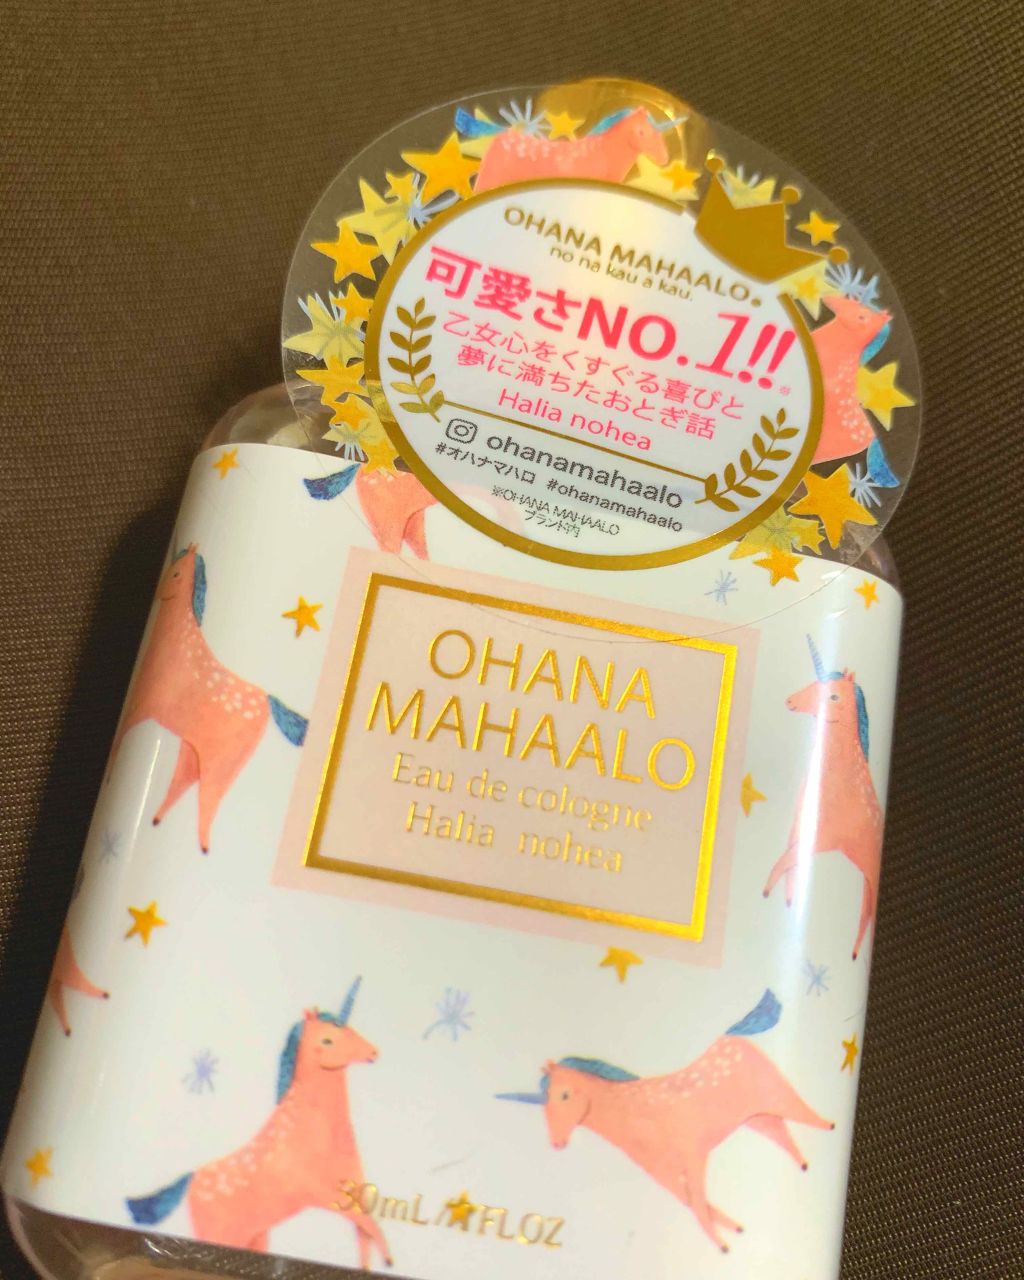 OHANA MAHAALO®
no na kau a kau.
可愛さNO.1!!※
乙女心をくすぐる喜びと
夢に満ちたおとぎ話
Halia nohea
ohanamahaalo
#オハナマハロ #ohanamahaalo
※OHANA MAHAALO
ブランド内
OHANA
MAHAALO
Eau de cologne
Halia nohea
30mL/1FLOZ